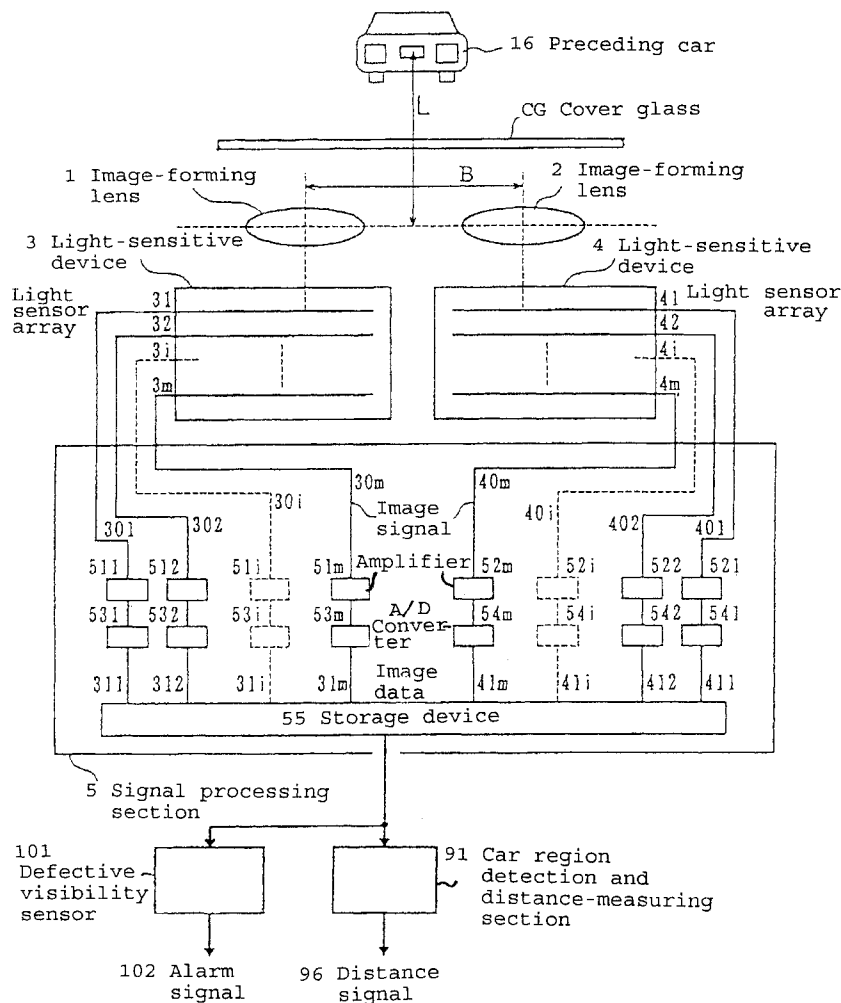 16 Preceding car
L
CG Cover glass
1 Image-forming
lens
B
2 Image-forming
lens
3 Light-sensitive
device
4 Light-sensitive
device
Light
sensor
array
31
32
3i
3m
41
42
4i
4m
Light sensor
array
30m
40m
30i
Image
signal
40i
301
302
402
401
511
512
51i
51m
Amplifier
52m
52i
522
521
531
532
53i
53m
A/D
Conver-
ter
54m
54i
542
541
311
312
31i
31m
Image
data
41m
41i
412
411
55 Storage device
5 Signal processing
section
101
Defective
visibility
sensor
91 Car region
detection and
distance-measuring
section
102 Alarm
signal
96 Distance
signal